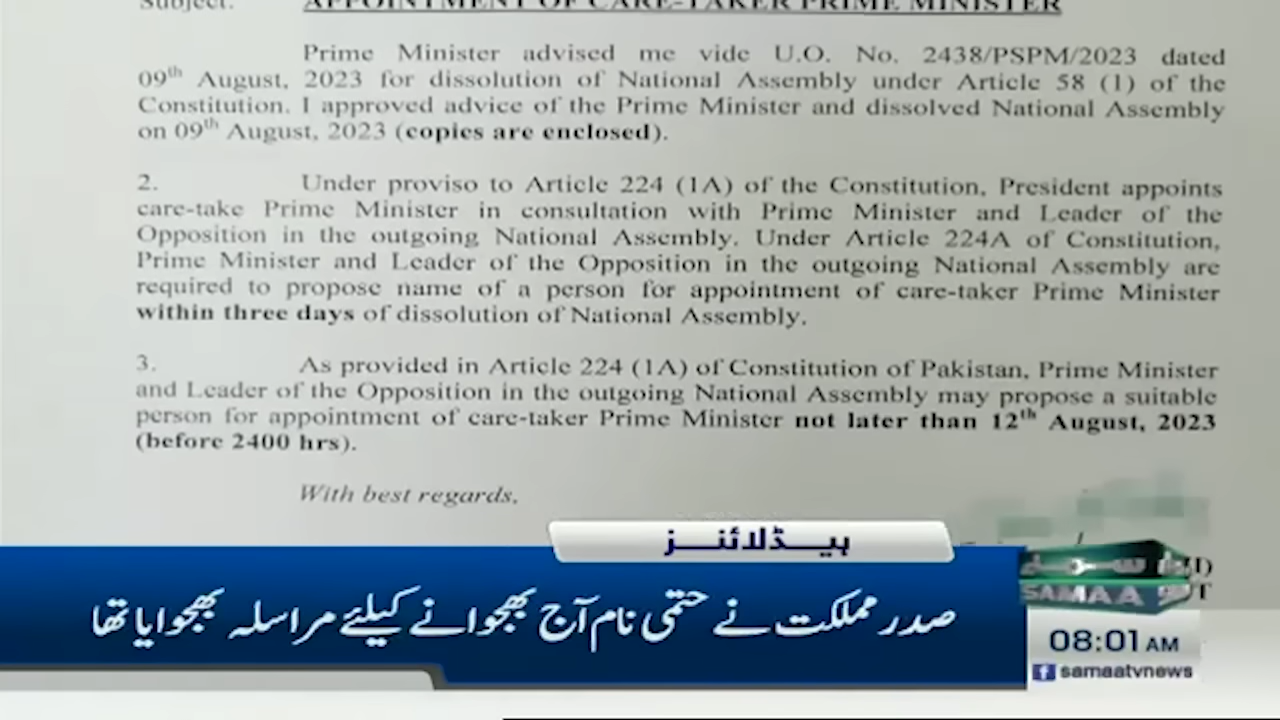 Subject: APPOINTMENT OF CARE-TAKER PRIME MINISTER
Prime Minister advised me vide U.O. No. 2438/PSPM/2023 dated
09th August, 2023 for dissolution of National Assembly under Article 58 (1) of the
Constitution. I approved advice of the Prime Minister and dissolved National Assembly
on 09th August, 2023 (copies are enclosed).
2. Under proviso to Article 224 (1A) of the Constitution, President appoints
care-take Prime Minister in consultation with Prime Minister and Leader of the
Opposition in the outgoing National Assembly. Under Article 224A of Constitution,
Prime Minister and Leader of the Opposition in the outgoing National Assembly are
required to propose name of a person for appointment of care-taker Prime Minister
within three days of dissolution of National Assembly.
3. As provided in Article 224 (1A) of Constitution of Pakistan, Prime Minister
and Leader of the Opposition in the outgoing National Assembly may propose a suitable
person for appointment of care-taker Prime Minister not later than 12th August, 2023
(before 2400 hrs).
With best regards,
ہیڈلائنز
صدر مملکت نے حتمی نام آج بھجوانے کیلئے مراسلہ بھجوایا تھا
SAMAA
08:01 AM
samaatvnews